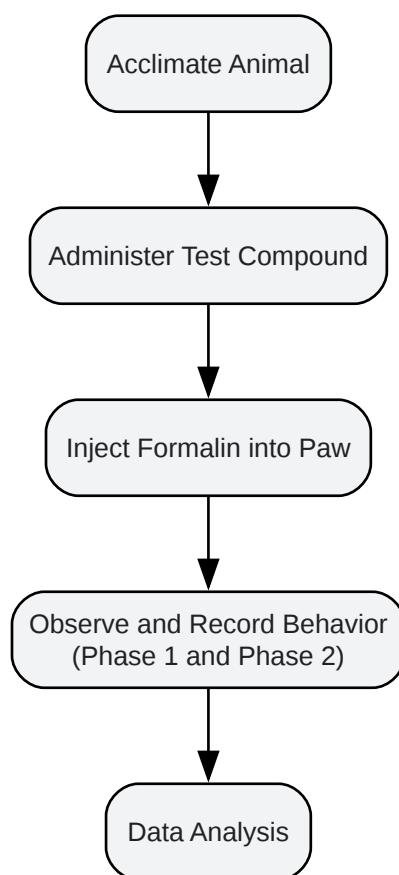 Acclimate Animal
Administer Test Compound
Inject Formalin into Paw
Observe and Record Behavior
(Phase 1 and Phase 2)
Data Analysis